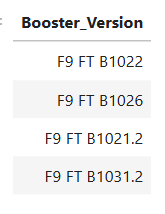 Booster_Version
F9 FT B1022
F9 FT B1026
F9 FT B1021.2
F9 FT B1031.2